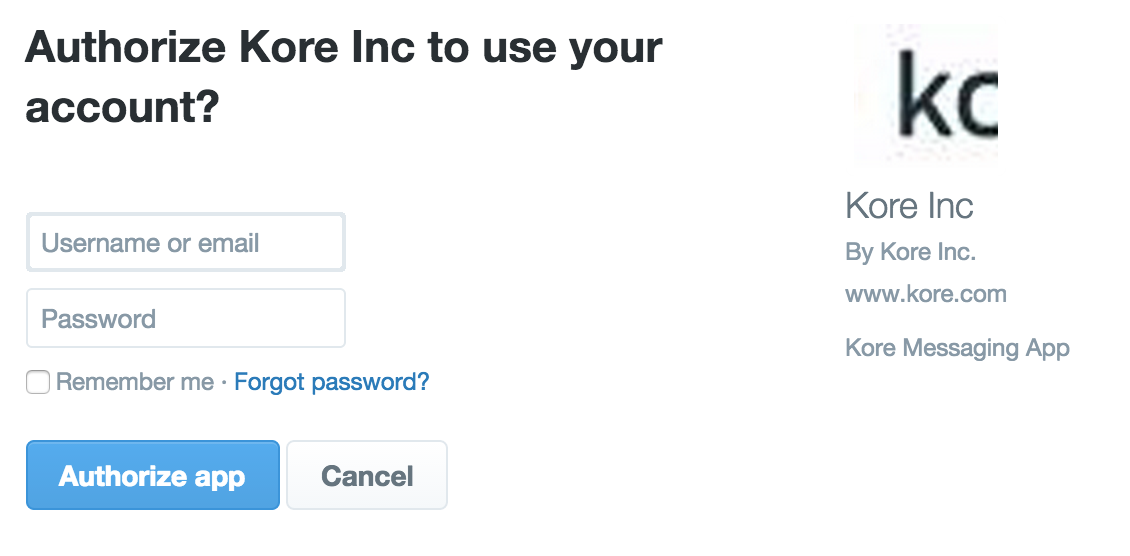 Authorize Kore Inc to use your
account?
Username or email
Password
Remember me · Forgot password?
Authorize app
Cancel
ko
Kore Inc
By Kore Inc.
www.kore.com
Kore Messaging App